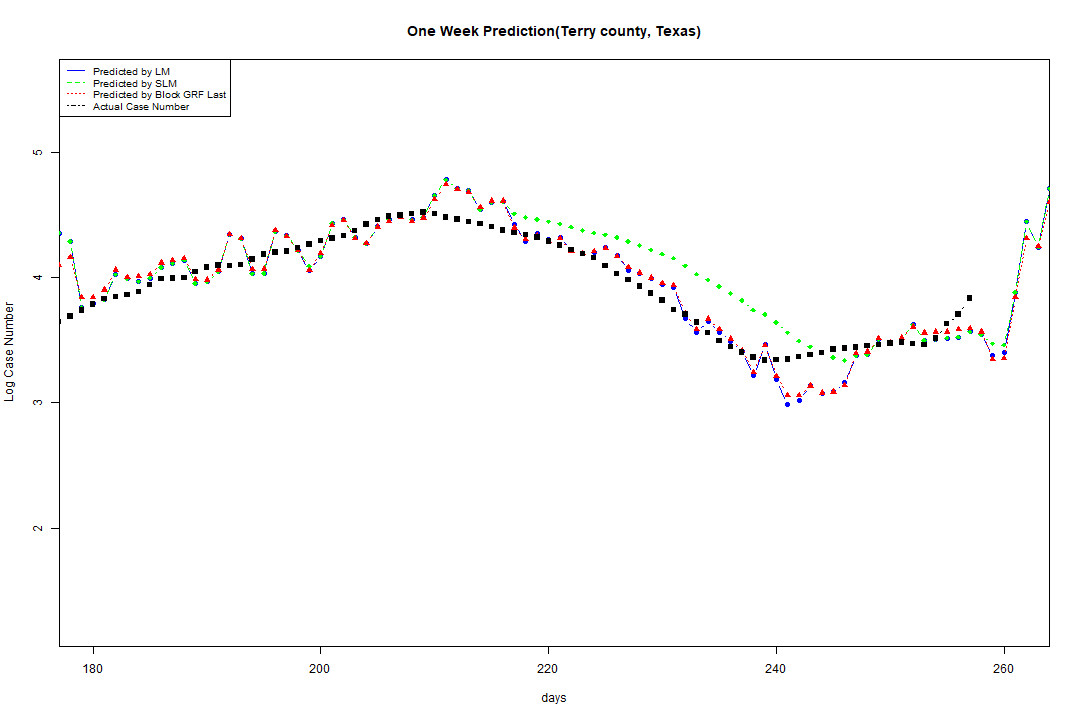 One Week Prediction(Terry county, Texas)
Predicted by LM
Predicted by SLM
Predicted by Block GRF Last
Actual Case Number
5
4
3
2
Log Case Number
180 200 220 240 260
days